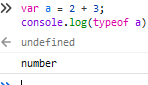 var a = 2 + 3;
console.log(typeof a)
undefined
number